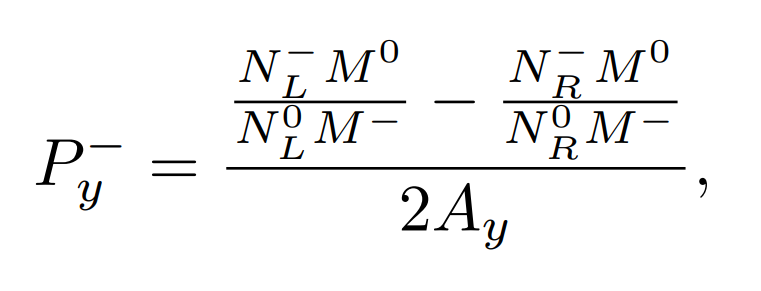 P_y^- = \frac{\frac{N_L^- M^0}{N_L^0 M^-} - \frac{N_R^- M^0}{N_R^0 M^-}}{2A_y},